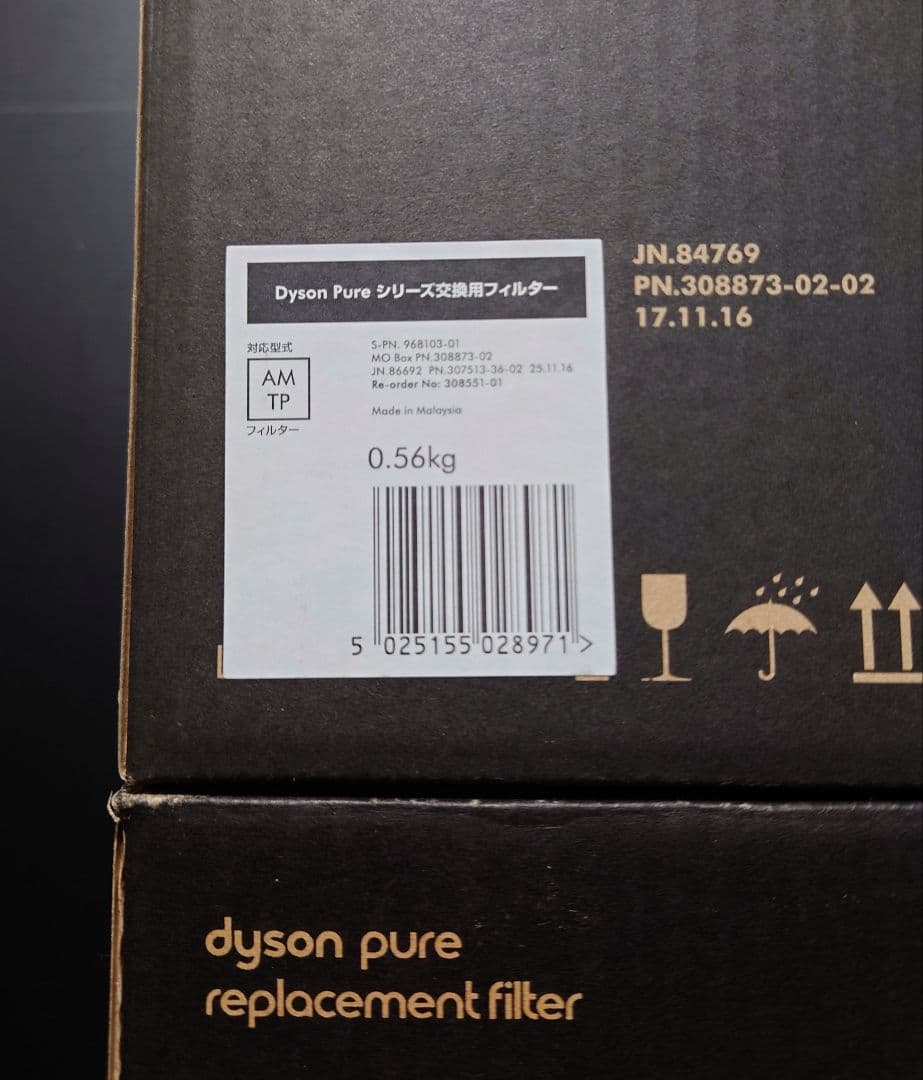 Dyson Pure シリーズ交換用フィルター
対応型式
AM
TP
フィルター
S-PN. 968103-01
MO Box PN.308873-02
JN.86692 PN.307513-36-02 25.11.16
Re-order No: 308551-01
Made in Malaysia
0.56kg
5 025155 028971 >
JN.84769
PN.308873-02-02
17.11.16
dyson pure
replacement filter